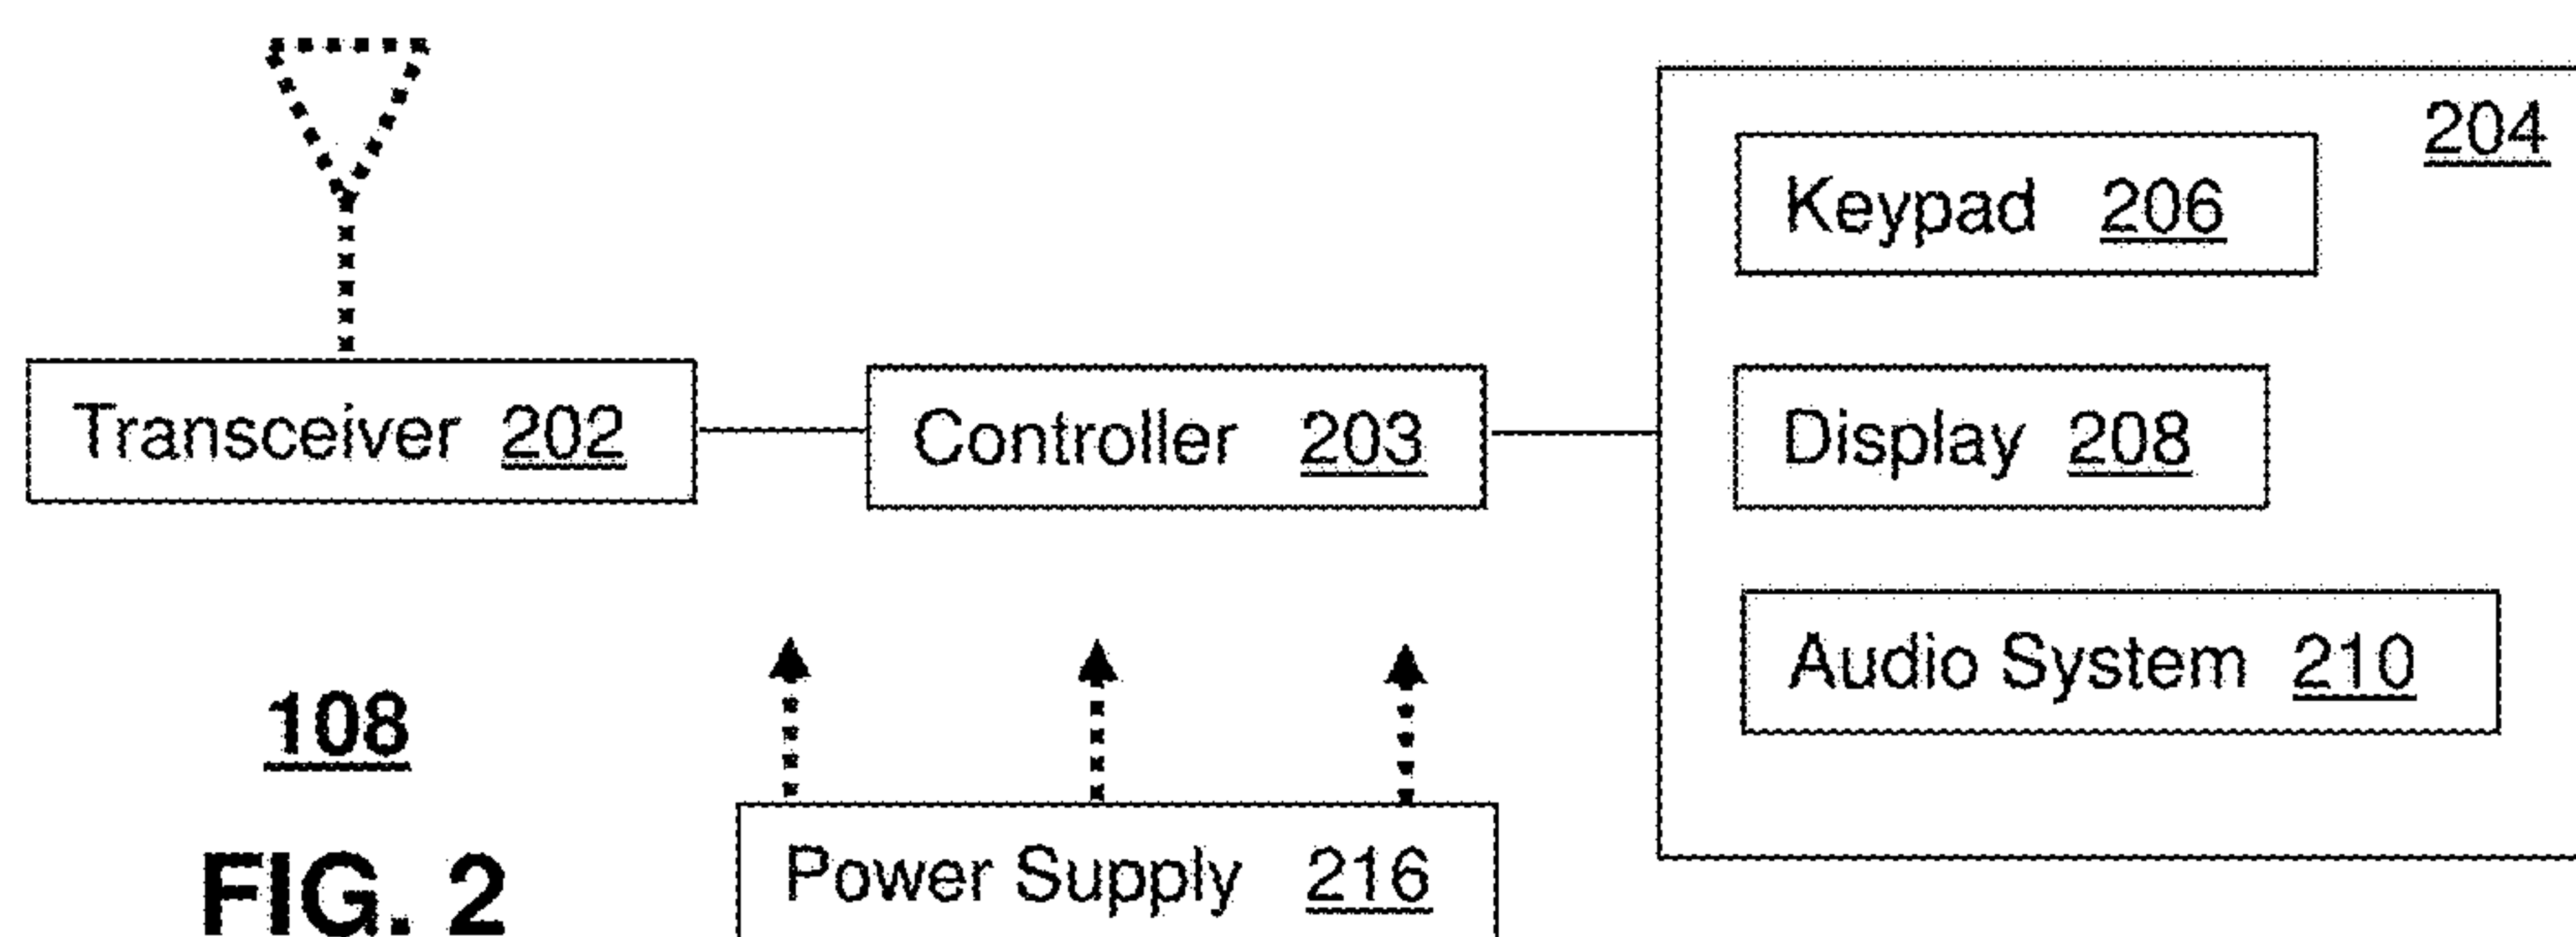 204
Keypad 206
Transceiver 202
Controller 203
Display 208
Audio System 210
108
Power Supply 216
FIG. 2